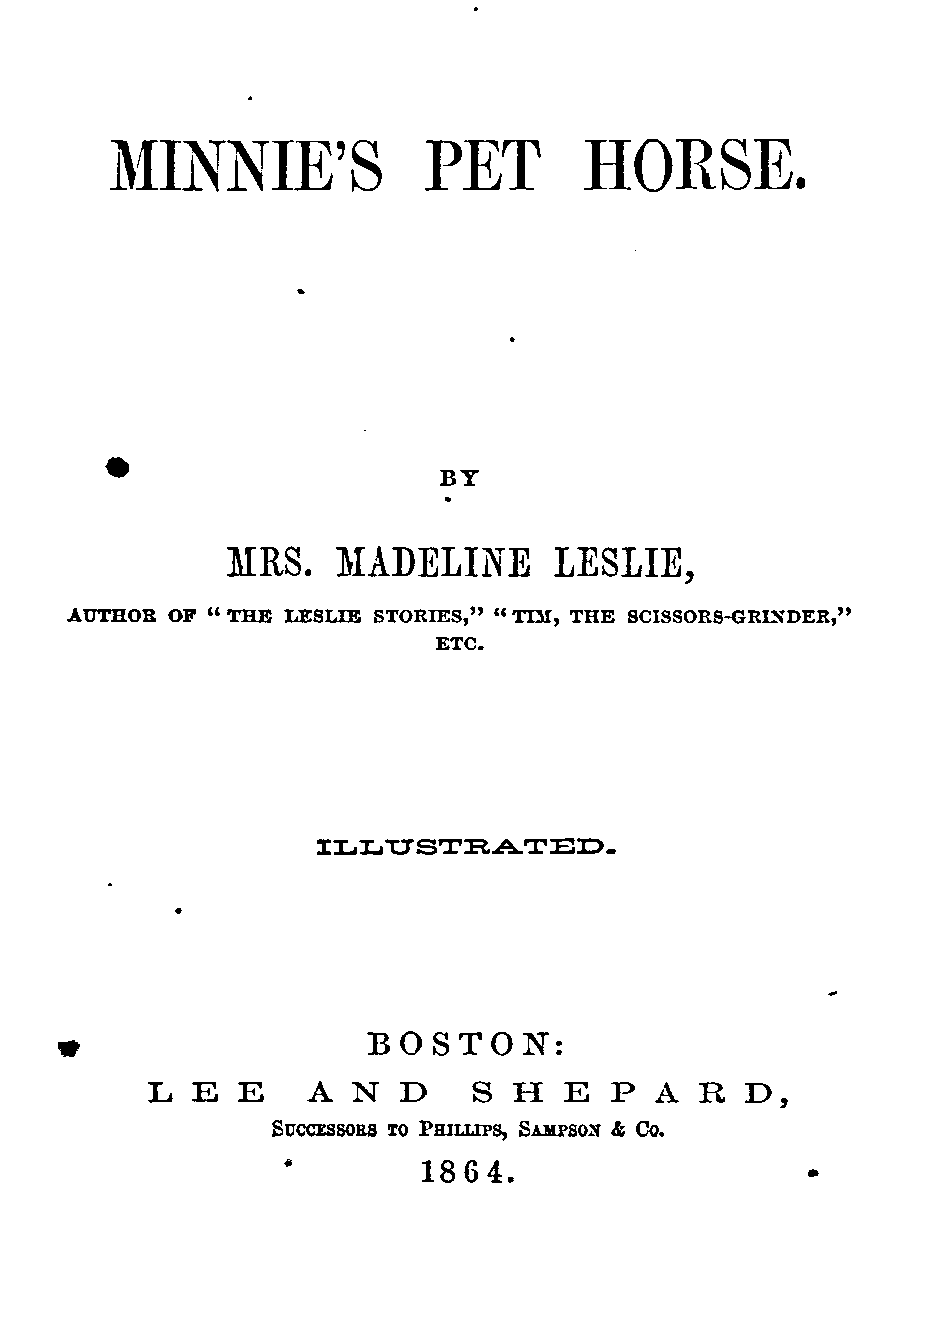 MINNIE'S PET HORSE.
BY
MRS. MADELINE LESLIE,
AUTHOR OF “THE LESLIE STORIES,” “TIM, THE SCISSORS-GRINDER,”
ETC.
ILLUSTRATED.
BOSTON:
LEE AND SHEPARD,
SUCCESSORS TO PHILLIPS, SAMPSON & CO.
1864.